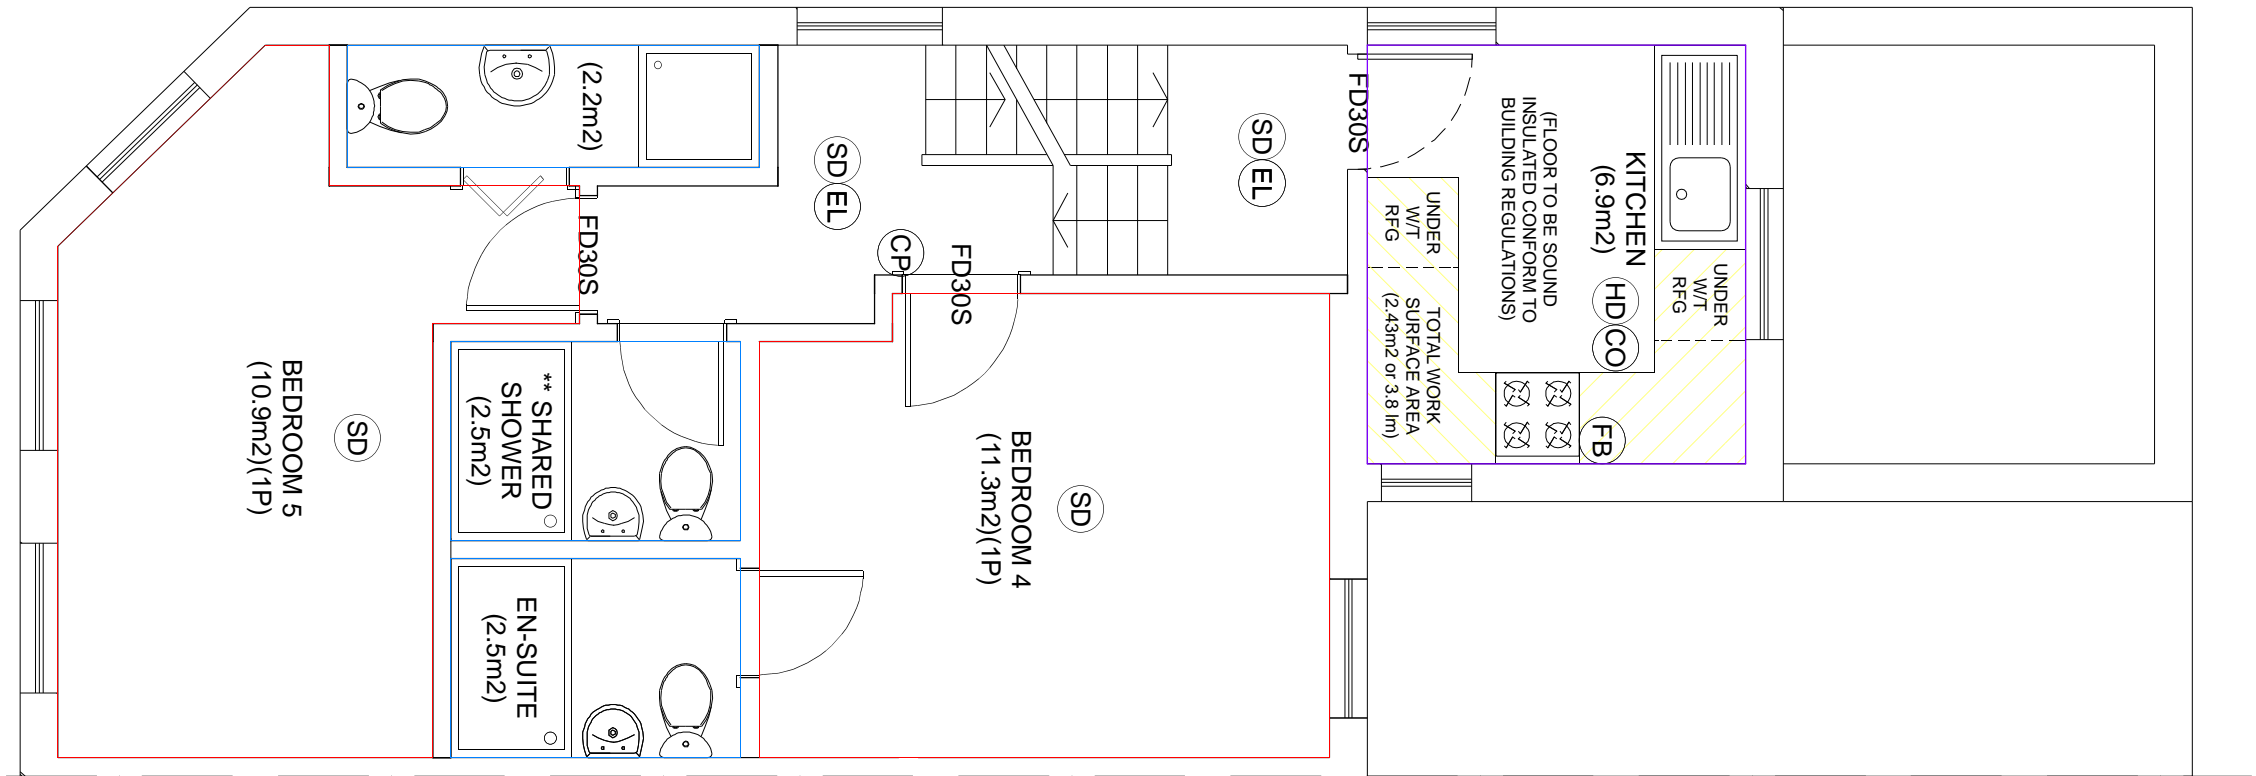 (2.2m2)
SD
EL
SD
EL
CP
FD30S
FD30S
FD30S
KITCHEN
(6.9m2)
(FLOOR TO BE SOUND
INSULATED CONFORM TO
BUILDING REGULATIONS)
UNDER
W/T
RFG
UNDER
W/T
RFG
HD
CO
FB
TOTAL WORK
SURFACE AREA
(2.43m2 or 3.8 lm)
BEDROOM 5
(10.9m2)(1P)
SD
** SHARED
SHOWER
(2.5m2)
EN-SUITE
(2.5m2)
BEDROOM 4
(11.3m2)(1P)
SD